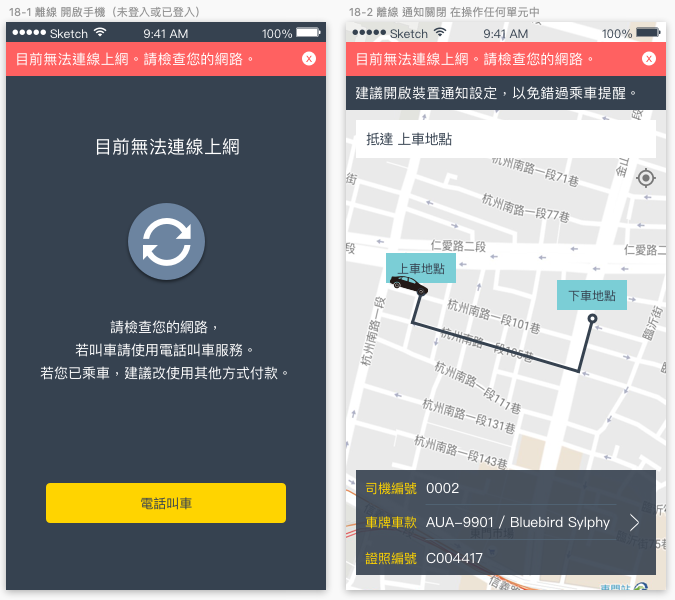 18-1 離線 開啟手機（未登入或已登入）
Sketch 9:41 AM 100%
目前無法連線上網。請檢查您的網路。 x
目前無法連線上網
請檢查您的網路，
若叫車請使用電話叫車服務。
若您已乘車，建議改使用其他方式付款。
電話叫車
18-2 離線 通知關閉 在操作任何單元中
Sketch 9:41 AM 100%
目前無法連線上網。請檢查您的網路。 x
建議開啟裝置通知設定，以免錯過乘車提醒。
抵達 上車地點
杭州南路一段71巷
金山
街
杭州南路一段77巷
段
仁愛路二段
仁愛路二
上車地點
下車地點
杭州南路一段
杭州南路一段101巷
臨沂街
杭州南路一段105巷
杭州南路一段111巷
杭州南路一段131巷
杭州南路一段143巷
司機編號 0002
車牌車款 AUA-9901 / Bluebird Sylphy
證照編號 C004417
信義
東門站